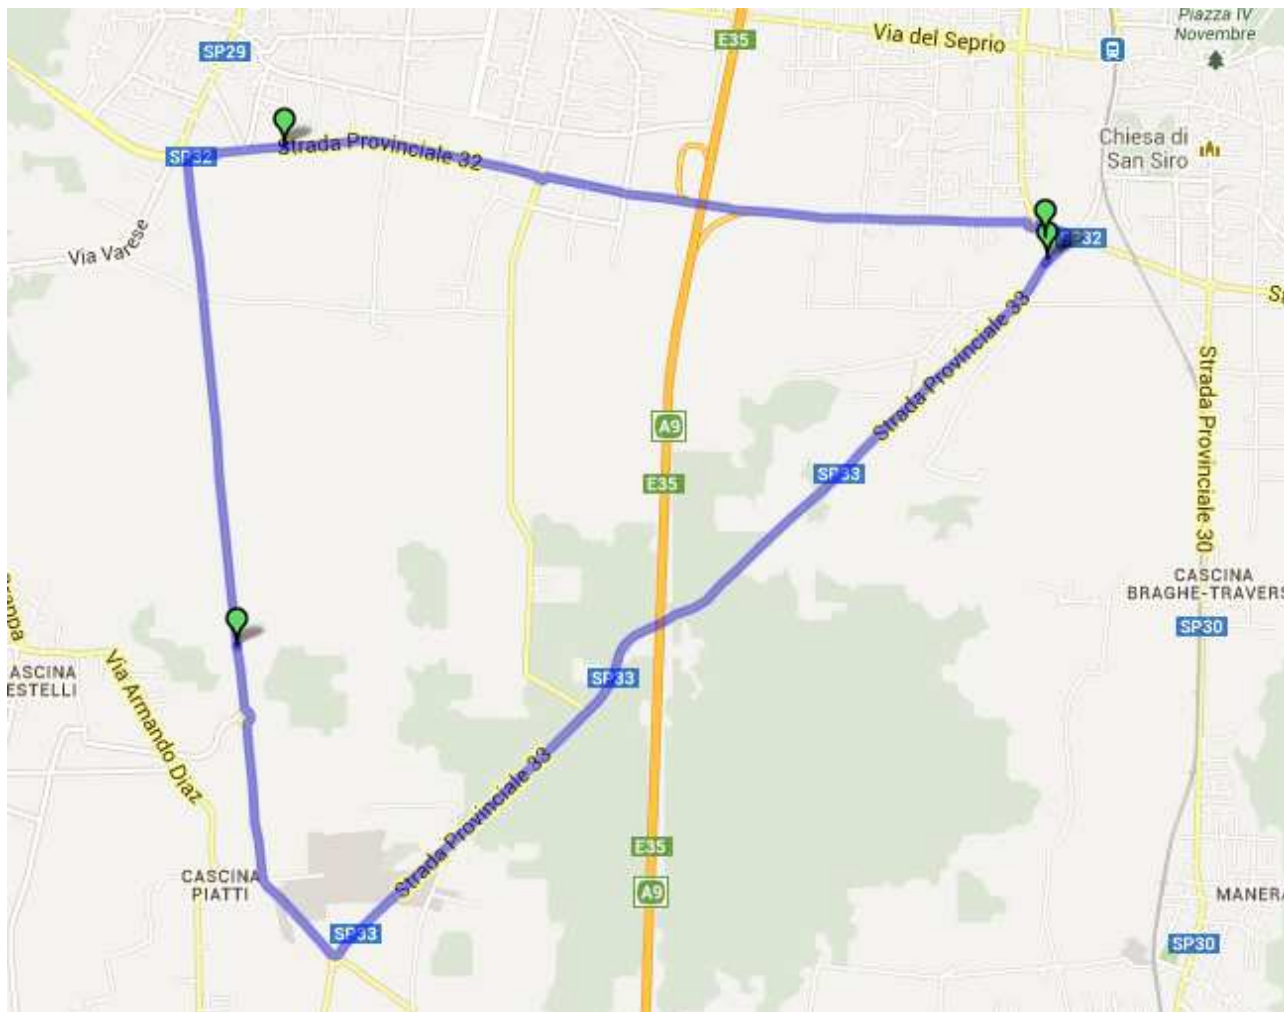 Piazza IV
Novembre
E35
Via del Seprio
SP29
Chiesa di
San Siro
Strada Provinciale 32
SP32
SP32
Via Varese
Strada Provinciale 33
Strada Provinciale 30
A9
SP33
E35
CASCINA
BRAGHE-TRAVERS
SP30
ASCINA
ESTELLI
Via Armando Diaz
SP33
Strada Provinciale 33
E35
CASCINA
PIATTI
A9
MANERA
SP33
SP30